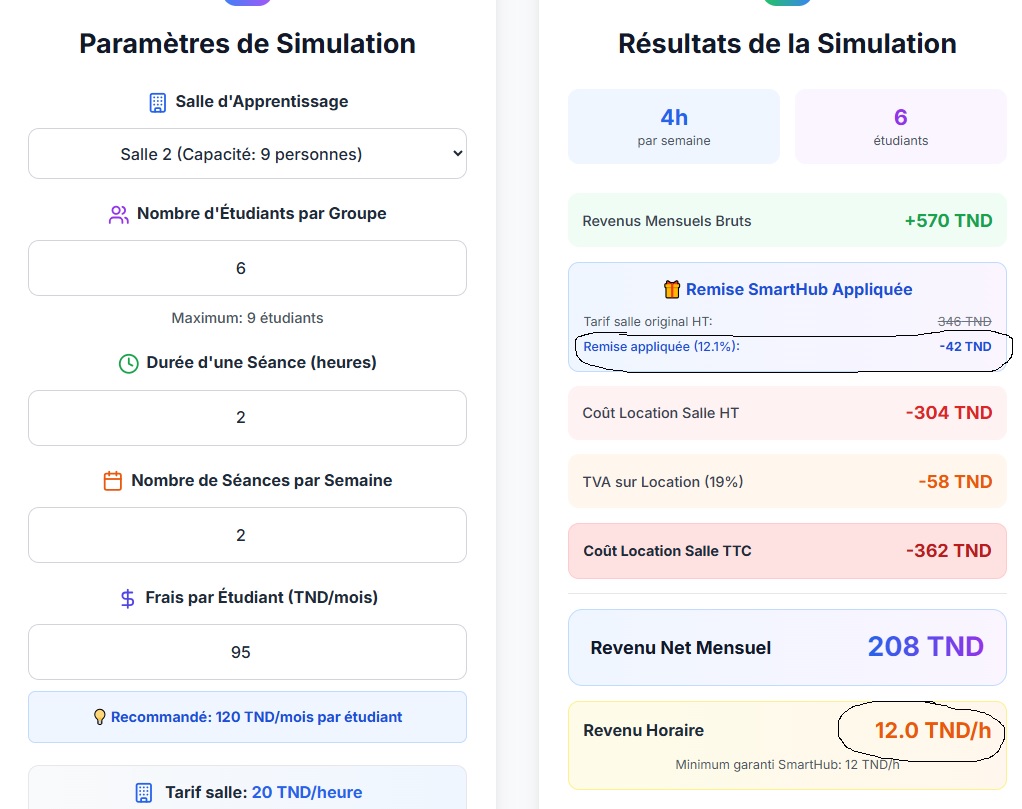 Paramètres de Simulation
Salle d'Apprentissage
Salle 2 (Capacité: 9 personnes)
Nombre d'Étudiants par Groupe
6
Maximum: 9 étudiants
Durée d'une Séance (heures)
2
Nombre de Séances par Semaine
2
Frais par Étudiant (TND/mois)
95
Recommandé: 120 TND/mois par étudiant
Tarif salle: 20 TND/heure
Résultats de la Simulation
4h
par semaine
6
étudiants
Revenus Mensuels Bruts +570 TND
Remise SmartHub Appliquée
Tarif salle original HT: 346 TND
Remise appliquée (12.1%): -42 TND
Coût Location Salle HT -304 TND
TVA sur Location (19%) -58 TND
Coût Location Salle TTC -362 TND
Revenu Net Mensuel 208 TND
Revenu Horaire 12.0 TND/h
Minimum garanti SmartHub: 12 TND/h